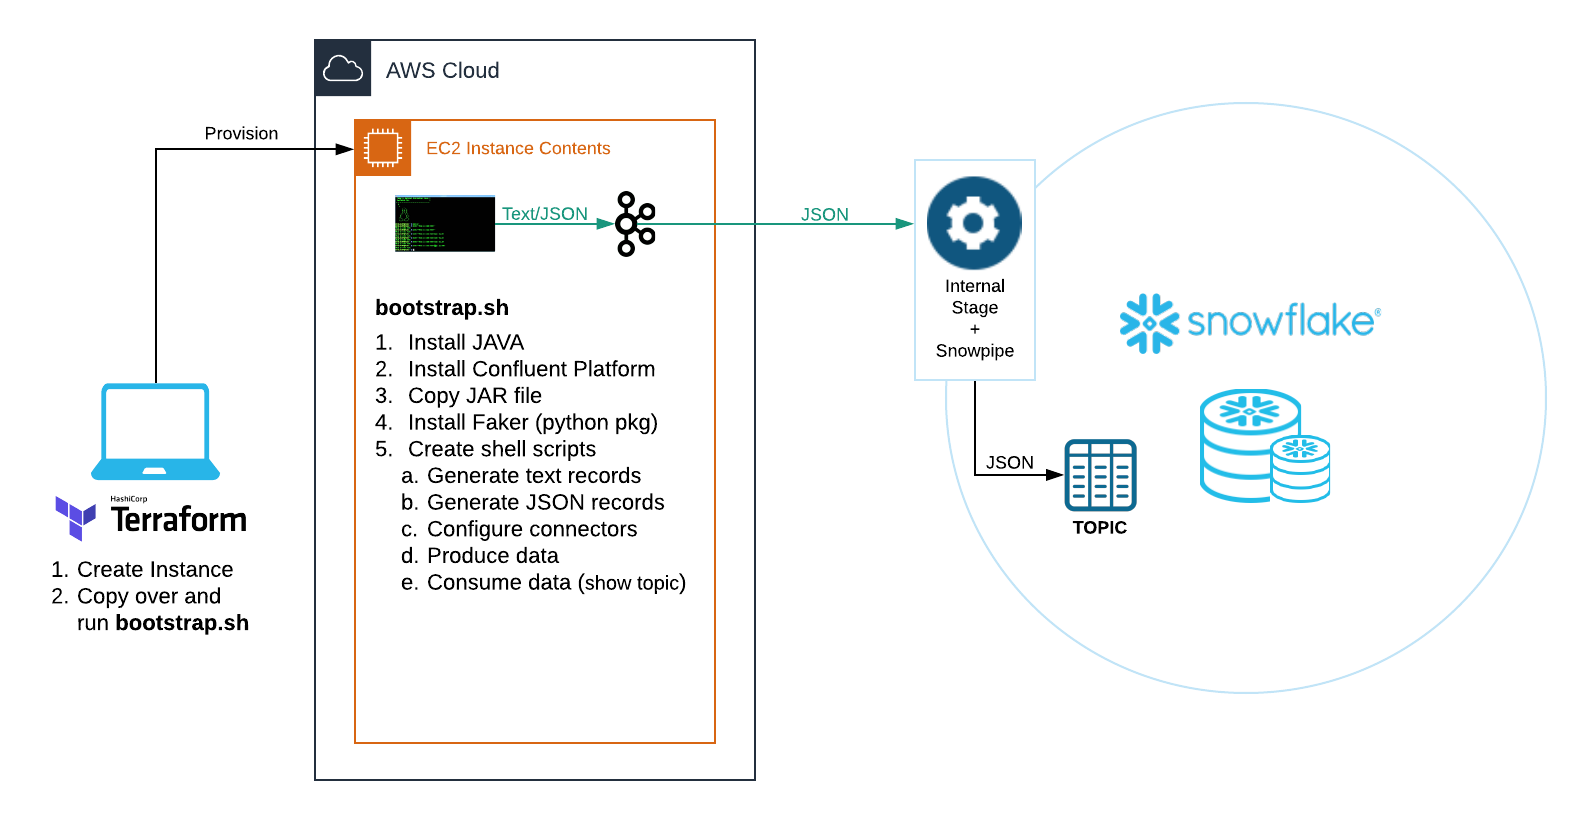 AWS Cloud
Provision
EC2 Instance Contents
Text/JSON
JSON
Internal
Stage
+
Snowpipe
snowflake®
bootstrap.sh
1. Install JAVA
2. Install Confluent Platform
3. Copy JAR file
4. Install Faker (python pkg)
5. Create shell scripts
a. Generate text records
b. Generate JSON records
c. Configure connectors
d. Produce data
e. Consume data (show topic)
JSON
TOPIC
HashiCorp
Terraform
1. Create Instance
2. Copy over and
run bootstrap.sh